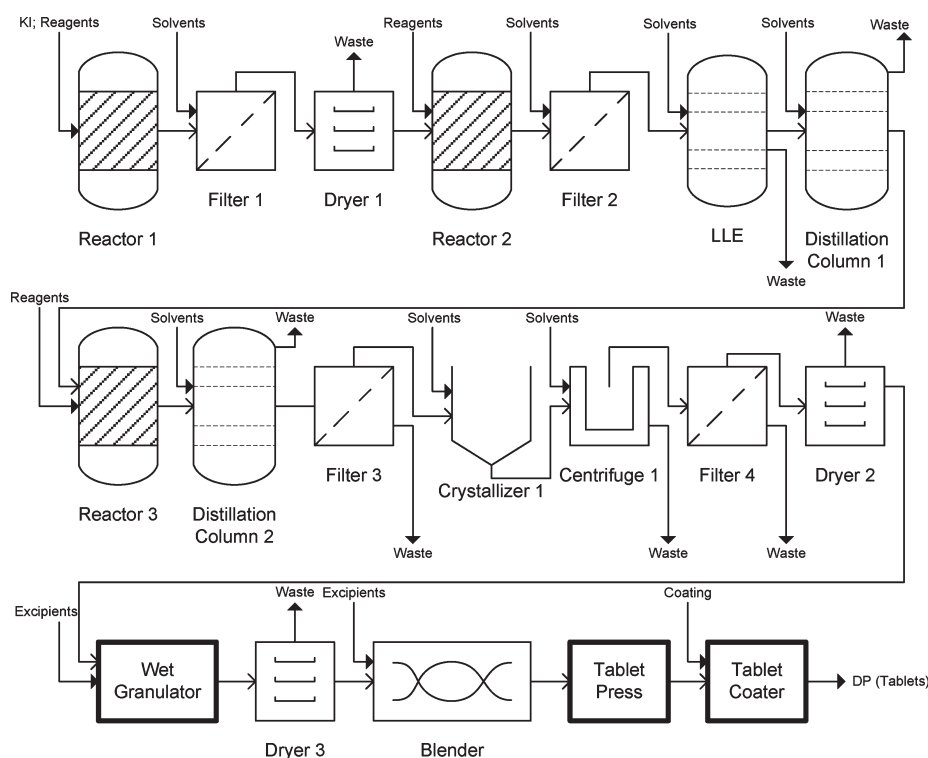 KI; Reagents
Solvents
Waste
Reagents
Solvents
Solvents
Solvents
Waste
Reactor 1
Filter 1
Dryer 1
Reactor 2
Filter 2
LLE
Distillation
Column 1
Waste
Reagents
Solvents
Waste
Solvents
Solvents
Waste
Reactor 3
Distillation
Column 2
Filter 3
Crystallizer 1
Centrifuge 1
Filter 4
Dryer 2
Waste
Waste
Waste
Excipients
Waste
Excipients
Coating
Wet
Granulator
Dryer 3
Blender
Tablet
Press
Tablet
Coater
DP (Tablets)